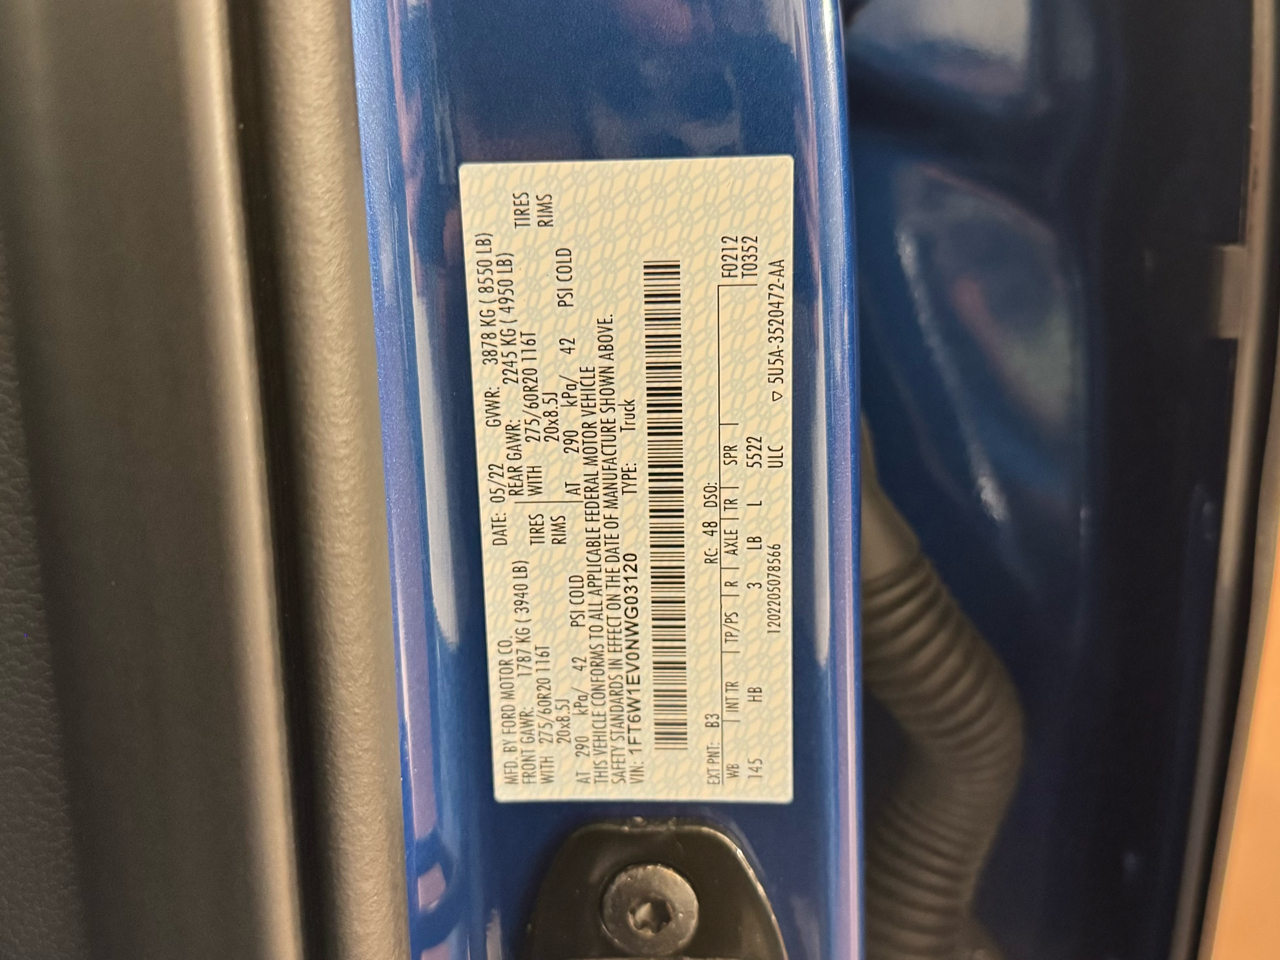 MFD. BY FORD MOTOR CO. DATE: 05/22 GVWR: 3878 KG ( 8550 LB)
FRONT GAWR: 1787 KG ( 3940 LB) REAR GAWR: 2245 KG ( 4950 LB)
WITH 275/60R20 116T TIRES WITH 275/60R20 116T TIRES
20x8.5J RIMS 20x8.5J RIMS
AT 290 kPa/ 42 PSI COLD AT 290 kPa/ 42 PSI COLD
THIS VEHICLE CONFORMS TO ALL APPLICABLE FEDERAL MOTOR VEHICLE
SAFETY STANDARDS IN EFFECT ON THE DATE OF MANUFACTURE SHOWN ABOVE.
VIN: 1FT6W1EV0NWG03120 TYPE: Truck
EXT PNT: B3 RC: 48 DSO:
WB INT TR TP/PS R AXLE TR SPR F0212
145 HB 3 LB L 5522 T0352
1202205078566 ULC ▽ 5U5A-3520472-AA